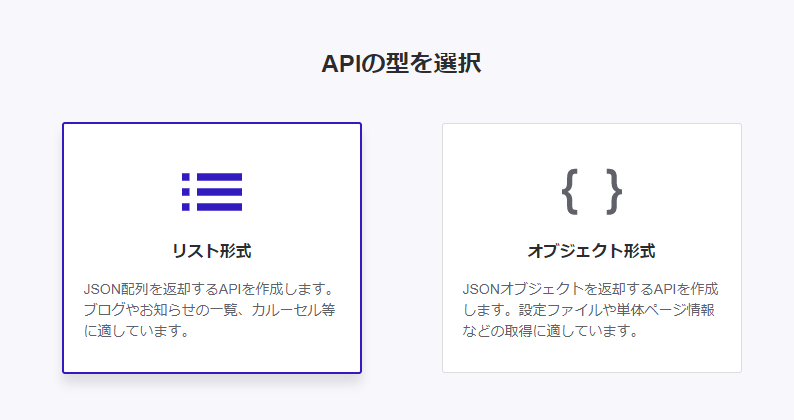 APIの型を選択
リスト形式
JSON配列を返却するAPIを作成します。
ブログやお知らせの一覧、カルーセル等
に適しています。
{ }
オブジェクト形式
JSONオブジェクトを返却するAPIを作成
します。設定ファイルや単体ページ情報
などの取得に適しています。